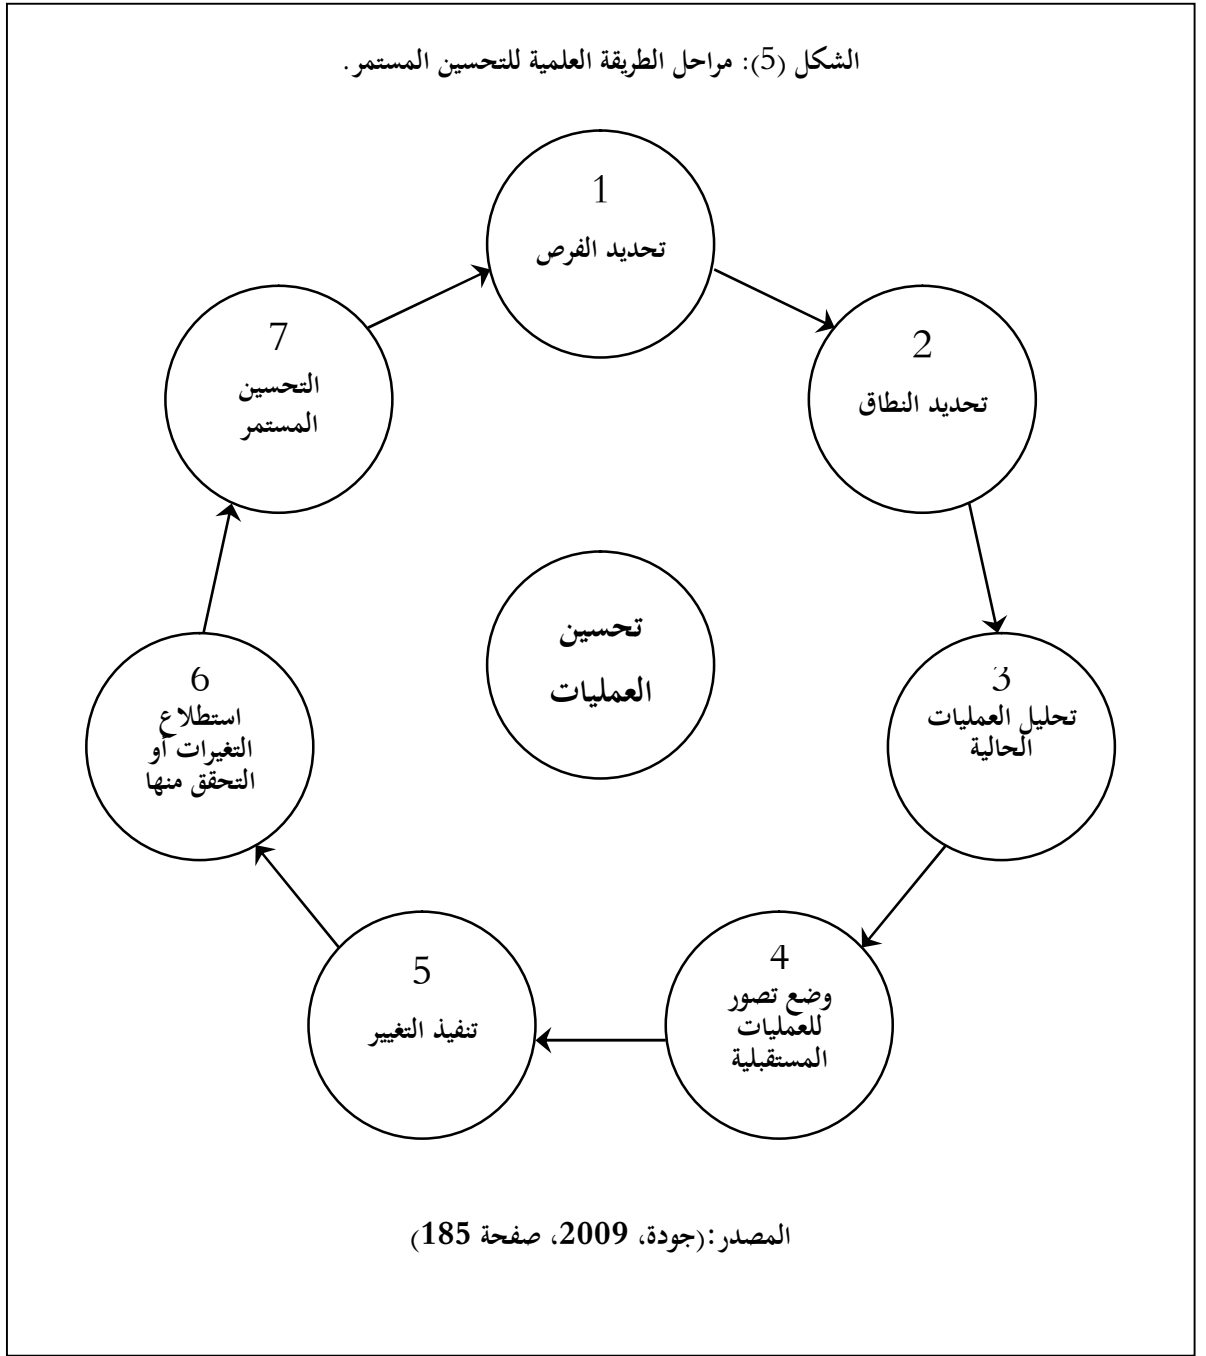 الشكل (5): مراحل الطريقة العلمية للتحسين المستمر.
1
تحديد الفرص
2
تحديد النطاق
3
تحليل العمليات
الحالية
4
وضع تصور
للعمليات
المستقبلية
5
تنفيذ التغيير
6
استطلاع
التغيرات أو
التحقق منها
7
التحسين
المستمر
تحسين
العمليات
المصدر:(جودة، 2009، صفحة 185)